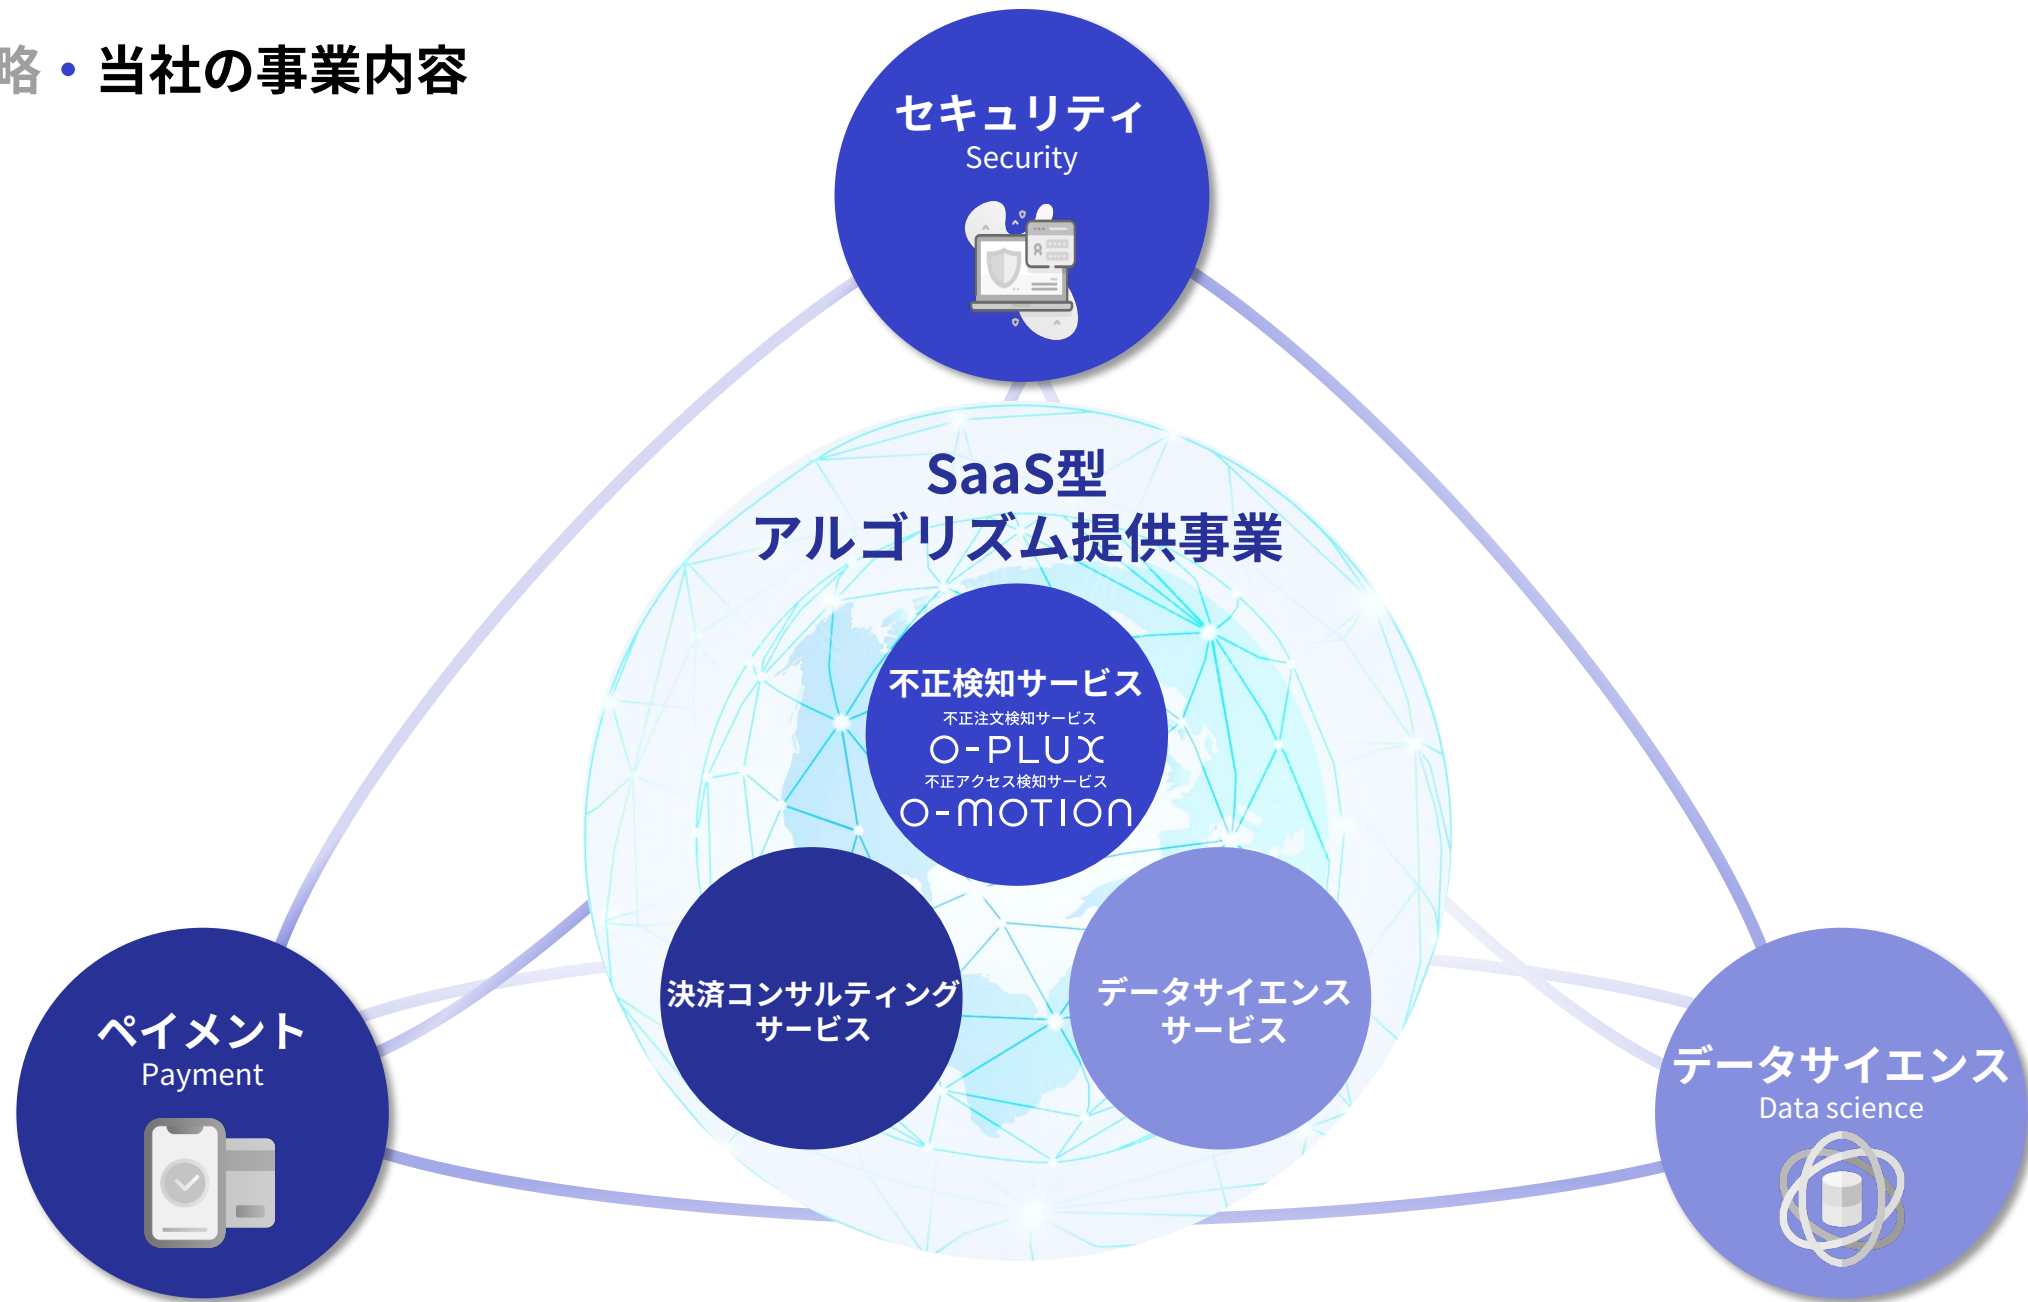 略・当社の事業内容
セキュリティ
Security
SaaS型
アルゴリズム提供事業
不正検知サービス
不正注文検知サービス
O-PLUX
不正アクセス検知サービス
O-MOTION
決済コンサルティング
サービス
データサイエンス
サービス
ペイメント
Payment
データサイエンス
Data science